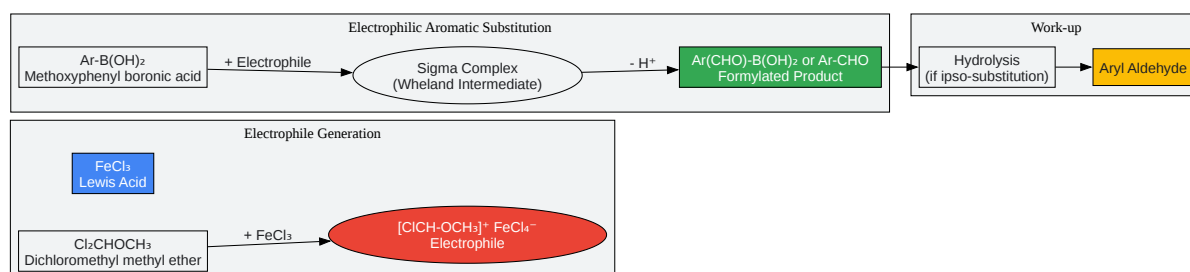 Electrophilic Aromatic Substitution
Ar-B(OH)₂
Methoxyphenyl boronic acid
+ Electrophile
Sigma Complex
(Wheland Intermediate)
- H⁺
Ar(CHO)-B(OH)₂ or Ar-CHO
Formylated Product
Work-up
Hydrolysis
(if ipso-substitution)
Aryl Aldehyde
Electrophile Generation
FeCl₃
Lewis Acid
Cl₂CHOCH₃
Dichloromethyl methyl ether
+ FeCl₃
[ClCH-OCH₃]⁺ FeCl₄⁻
Electrophile